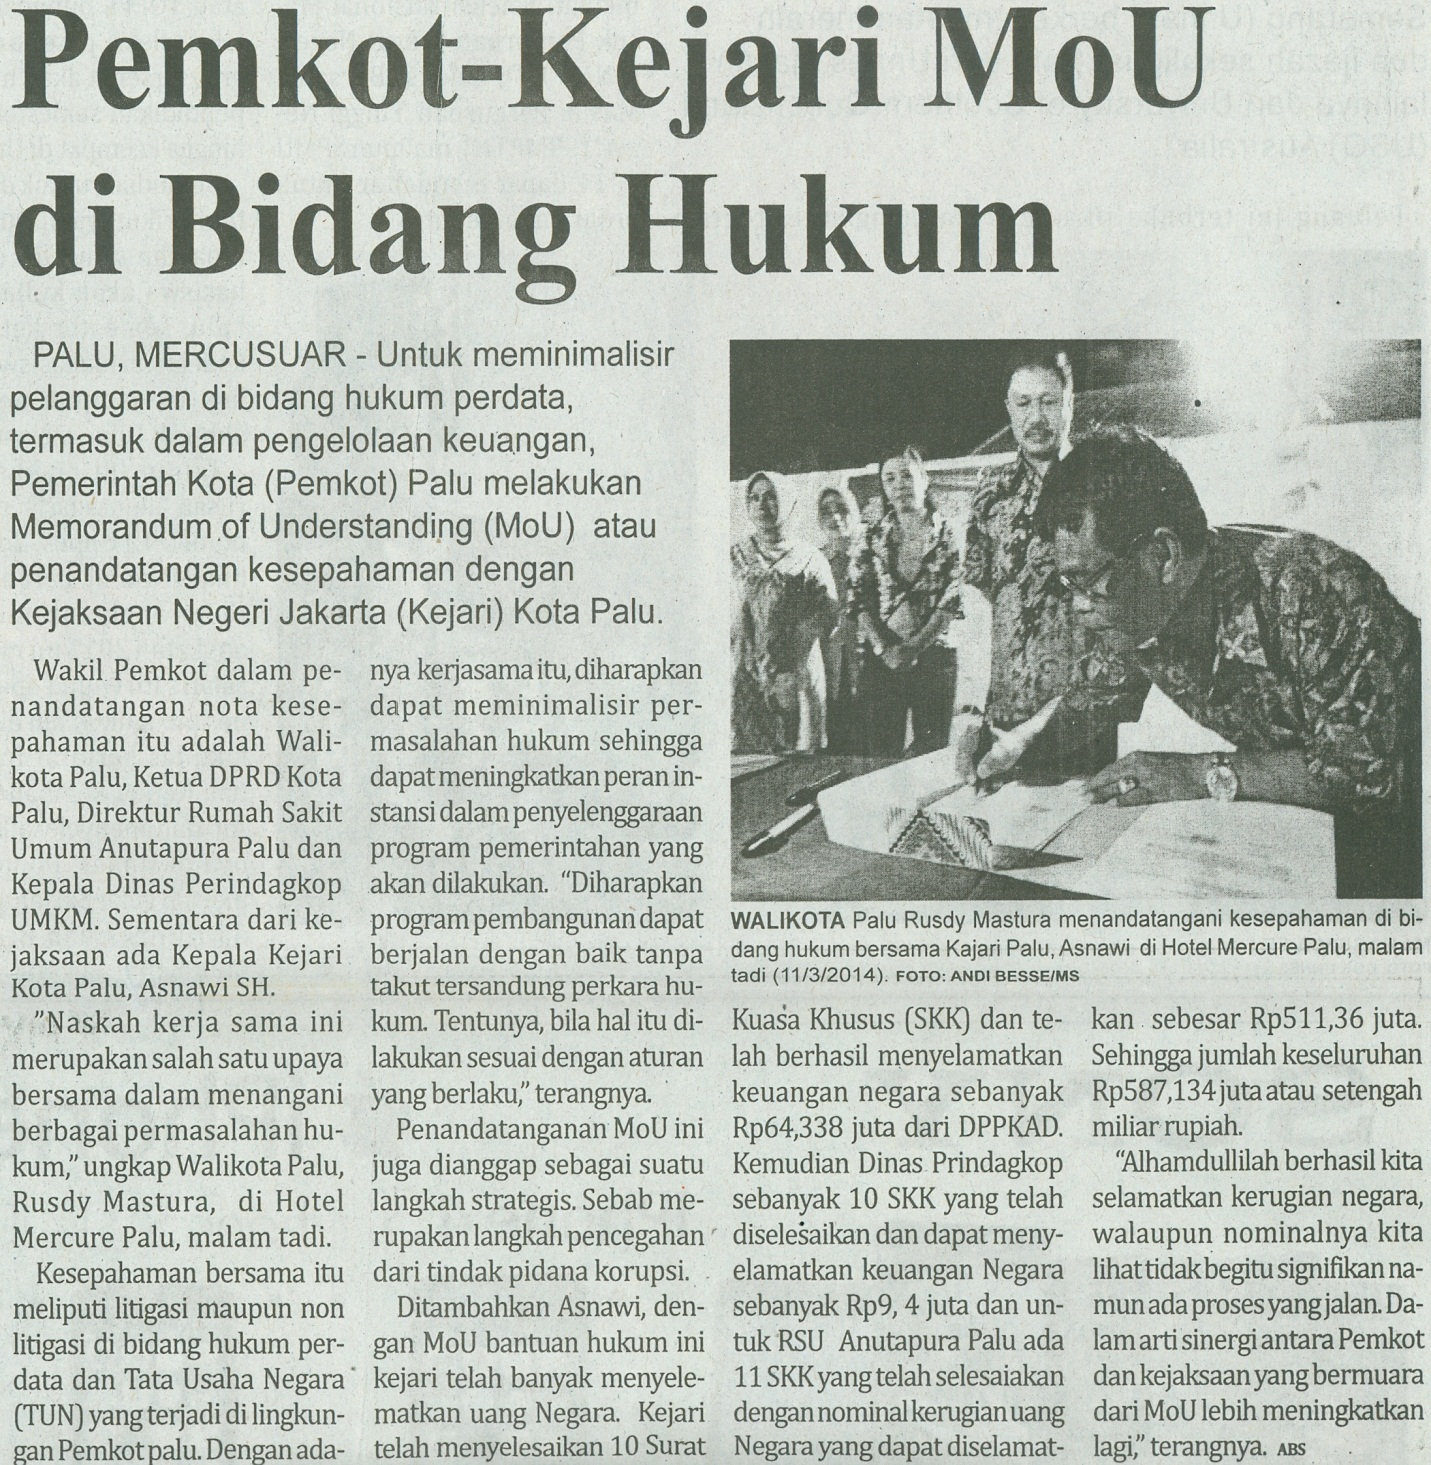 Pemkot-Kejari MoU
di Bidang Hukum
PALU, MERCUSUAR - Untuk meminimalisir
pelanggaran di bidang hukum perdata,
termasuk dalam pengelolaan keuangan,
Pemerintah Kota (Pemkot) Palu melakukan
Memorandum of Understanding (MoU) atau
penandatangan kesepahaman dengan
Kejaksaan Negeri Jakarta (Kejari) Kota Palu.
Wakil Pemkot dalam pe-
nandatangan nota kese-
pahaman itu adalah Wali-
kota Palu, Ketua DPRD Kota
Palu, Direktur Rumah Sakit
Umum Anutapura Palu dan
Kepala Dinas Perindagkop
UMKM. Sementara dari ke-
jaksaan ada Kepala Kejari
Kota Palu, Asnawi SH.
"Naskah kerja sama ini
merupakan salah satu upaya
bersama dalam menangani
berbagai permasalahan hu-
kum," ungkap Walikota Palu,
Rusdy Mastura, di Hotel
Mercure Palu, malam tadi.
Kesepahaman bersama itu
meliputi litigasi maupun non
litigasi di bidang hukum per-
data dan Tata Usaha Negara
(TUN) yang terjadi di lingkun-
gan Pemkot palu. Dengan ada-
nya kerjasama itu, diharapkan
dapat meminimalisir per-
masalahan hukum sehingga
dapat meningkatkan peran in-
stansi dalam penyelenggaraan
program pemerintahan yang
akan dilakukan. "Diharapkan
program pembangunan dapat
berjalan dengan baik tanpa
takut tersandung perkara hu-
kum. Tentunya, bila hal itu di-
lakukan sesuai dengan aturan
yang berlaku," terangnya.
Penandatanganan MoU ini
juga dianggap sebagai suatu
langkah strategis. Sebab me-
rupakan langkah pencegahan
dari tindak pidana korupsi.
Ditambahkan Asnawi, den-
gan MoU bantuan hukum ini
kejari telah banyak menyele-
matkan uang Negara. Kejari
telah menyelesaikan 10 Surat
WALIKOTA Palu Rusdy Mastura menandatangani kesepahaman di bi-
dang hukum bersama Kajari Palu, Asnawi di Hotel Mercure Palu, malam
tadi (11/3/2014). FOTO: ANDI BESSE/MS
Kuasa Khusus (SKK) dan te-
lah berhasil menyelamatkan
keuangan negara sebanyak
Rp64,338 juta dari DPPKAD.
Kemudian Dinas Prindagkop
sebanyak 10 SKK yang telah
diselesaikan dan dapat meny-
elamatkan keuangan Negara
sebanyak Rp9, 4 juta dan un-
tuk RSU Anutapura Palu ada
11 SKK yang telah selesaiakan
dengan nominal kerugian uang
Negara yang dapat diselamat-
kan sebesar Rp511,36 juta.
Sehingga jumlah keseluruhan
Rp587,134 juta atau setengah
miliar rupiah.
"Alhamdullilah berhasil kita
selamatkan kerugian negara,
walaupun nominalnya kita
lihat tidak begitu signifikan na-
mun ada proses yang jalan. Da-
lam arti sinergi antara Pemkot
dan kejaksaan yang bermuara
dari MoU lebih meningkatkan
lagi," terangnya. ABS